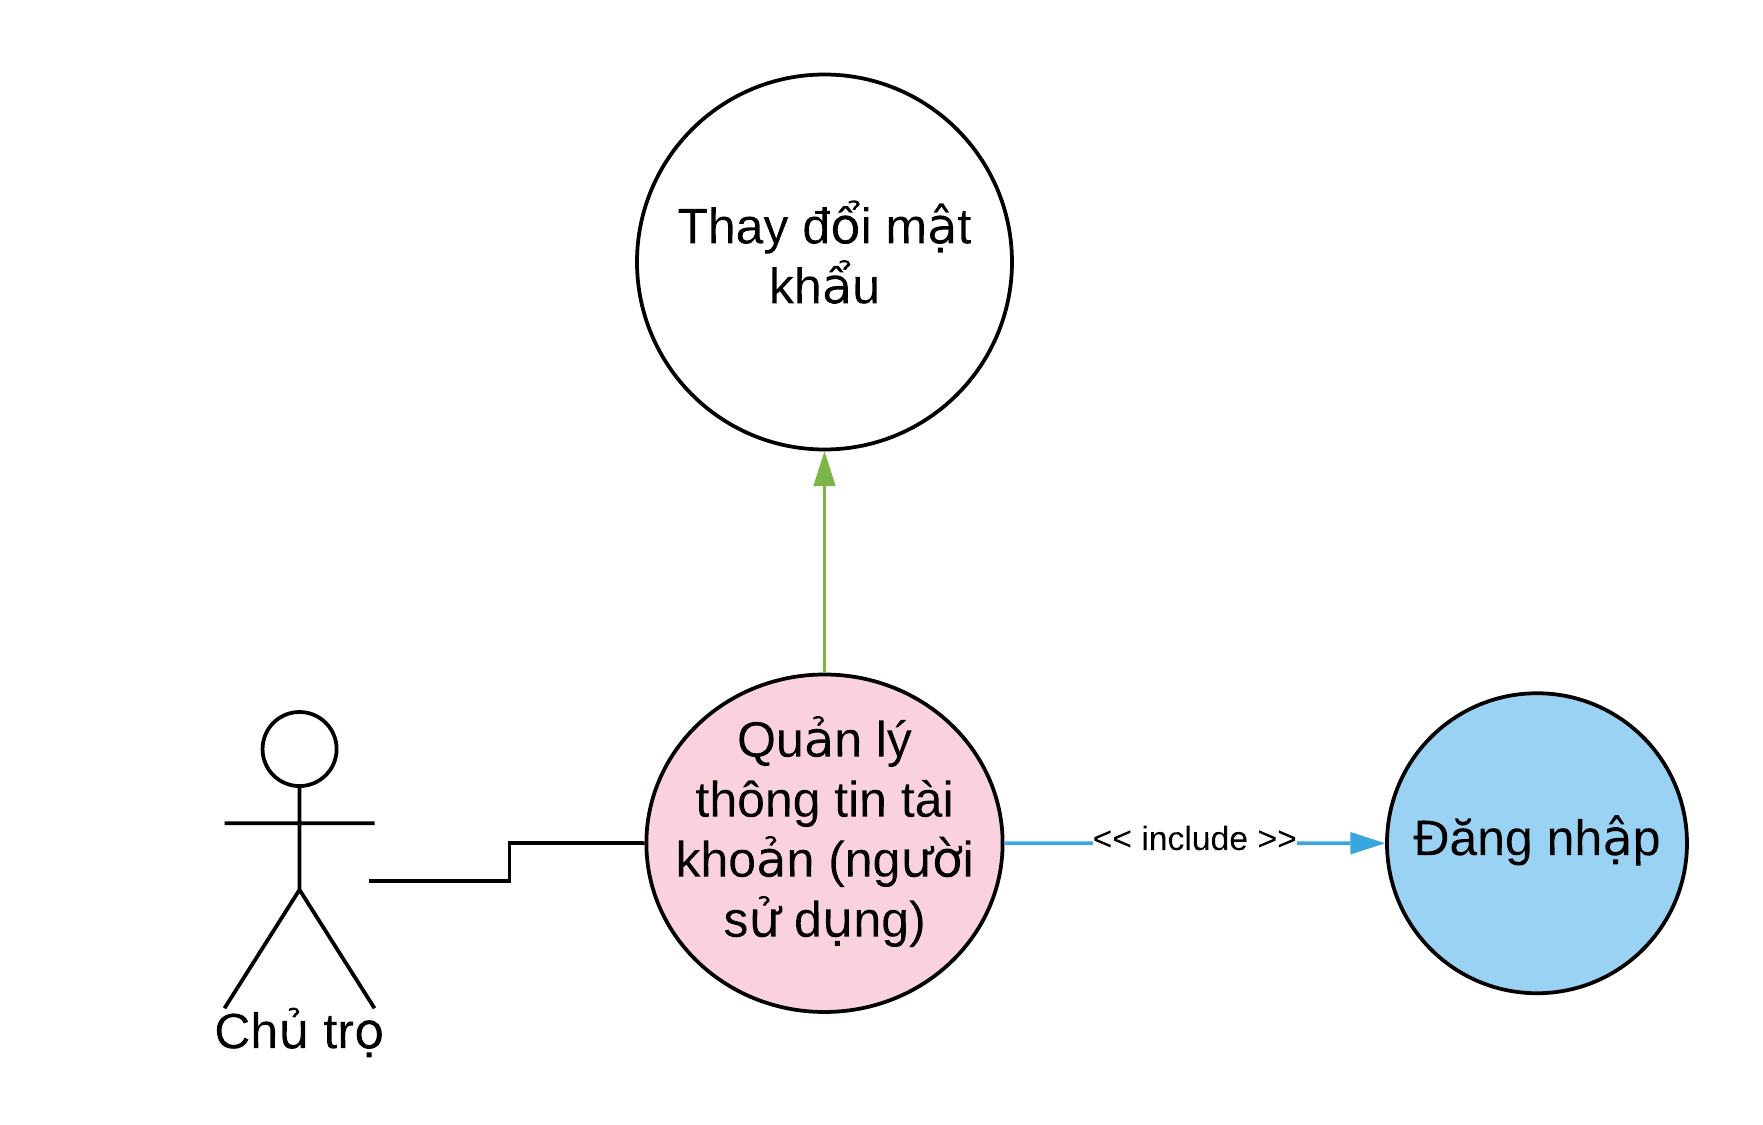 Thay đổi mật
khẩu
Quản lý
thông tin tài
khoản (người
sử dụng)
<< include >>
Đăng nhập
Chủ trọ